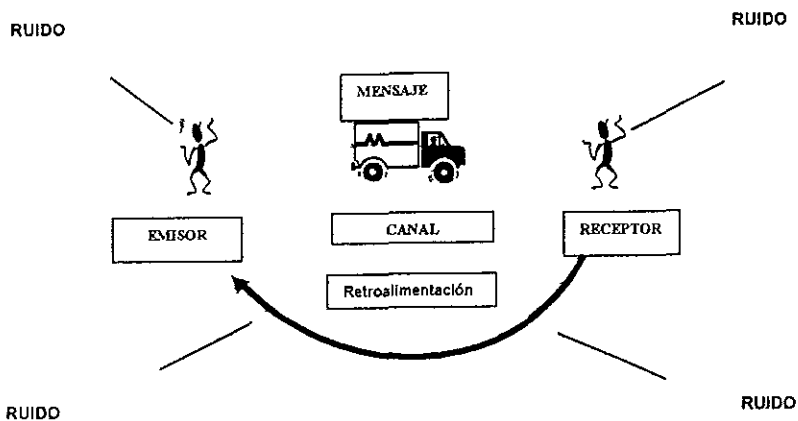 RUIDO
RUIDO
MENSAJE
EMISOR
CANAL
RECEPTOR
Retroalimentación
RUIDO
RUIDO